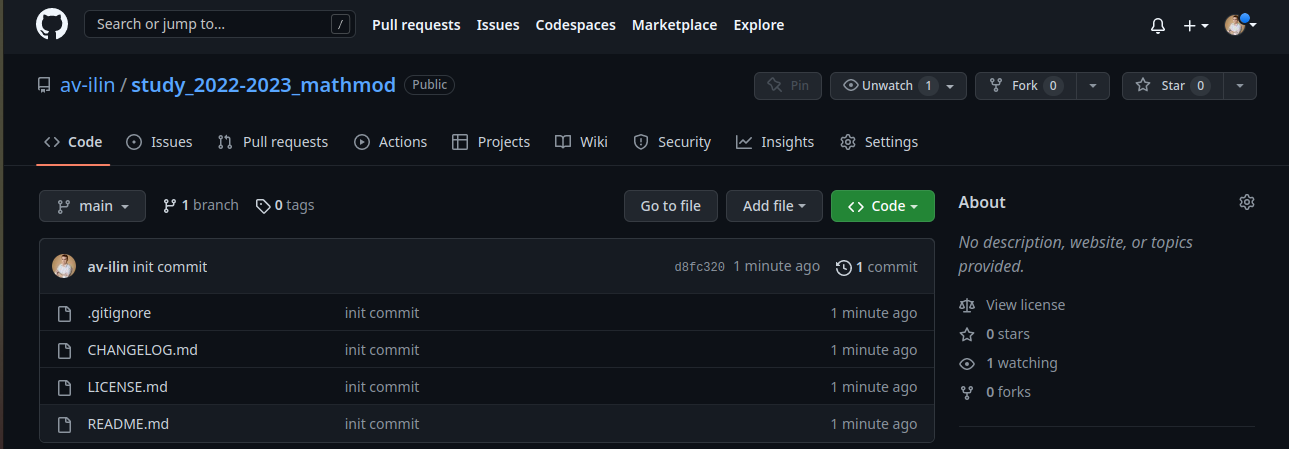 Search or jump to... / Pull requests Issues Codespaces Marketplace Explore
av-ilin / study_2022-2023_mathmod Public Pin Unwatch 1 Fork 0 Star 0
<> Code Issues Pull requests Actions Projects Wiki Security Insights Settings
main 1 branch 0 tags Go to file Add file <> Code About
No description, website, or topics
provided.
av-ilin init commit d8fc320 1 minute ago 1 commit
.gitignore init commit 1 minute ago View license
CHANGELOG.md init commit 1 minute ago 0 stars
LICENSE.md init commit 1 minute ago 1 watching
README.md init commit 1 minute ago 0 forks